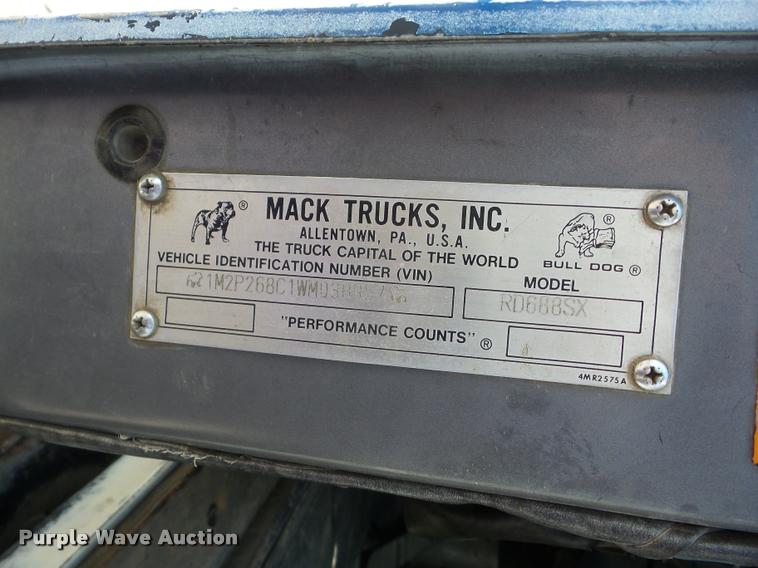 MACK TRUCKS, INC.
ALLENTOWN, PA., U.S.A.
THE TRUCK CAPITAL OF THE WORLD
BULL DOG ®
VEHICLE IDENTIFICATION NUMBER (VIN)
MODEL
RD688SX
"PERFORMANCE COUNTS" ®
4MR2575A
Purple Wave Auction